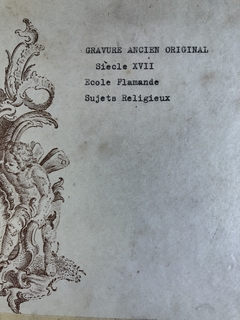 GRAVURE ANCIEN ORIGINAL
Siecle XVII
Ecole Flamande
Sujets Religieux